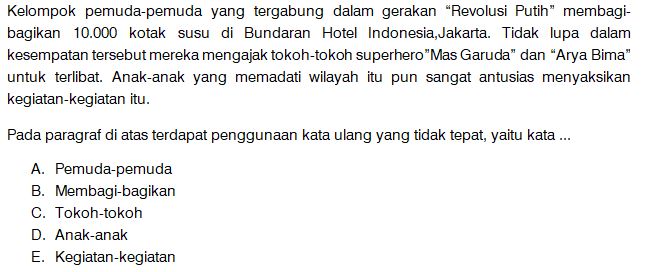 Kelompok pemuda-pemuda yang tergabung dalam gerakan “Revolusi Putih” membagi-
bagikan 10.000 kotak susu di Bundaran Hotel Indonesia,Jakarta. Tidak lupa dalam
kesempatan tersebut mereka mengajak tokoh-tokoh superhero”Mas Garuda” dan “Arya Bima”
untuk terlibat. Anak-anak yang memadati wilayah itu pun sangat antusias menyaksikan
kegiatan-kegiatan itu.
Pada paragraf di atas terdapat penggunaan kata ulang yang tidak tepat, yaitu kata ...
A. Pemuda-pemuda
B. Membagi-bagikan
C. Tokoh-tokoh
D. Anak-anak
E. Kegiatan-kegiatan